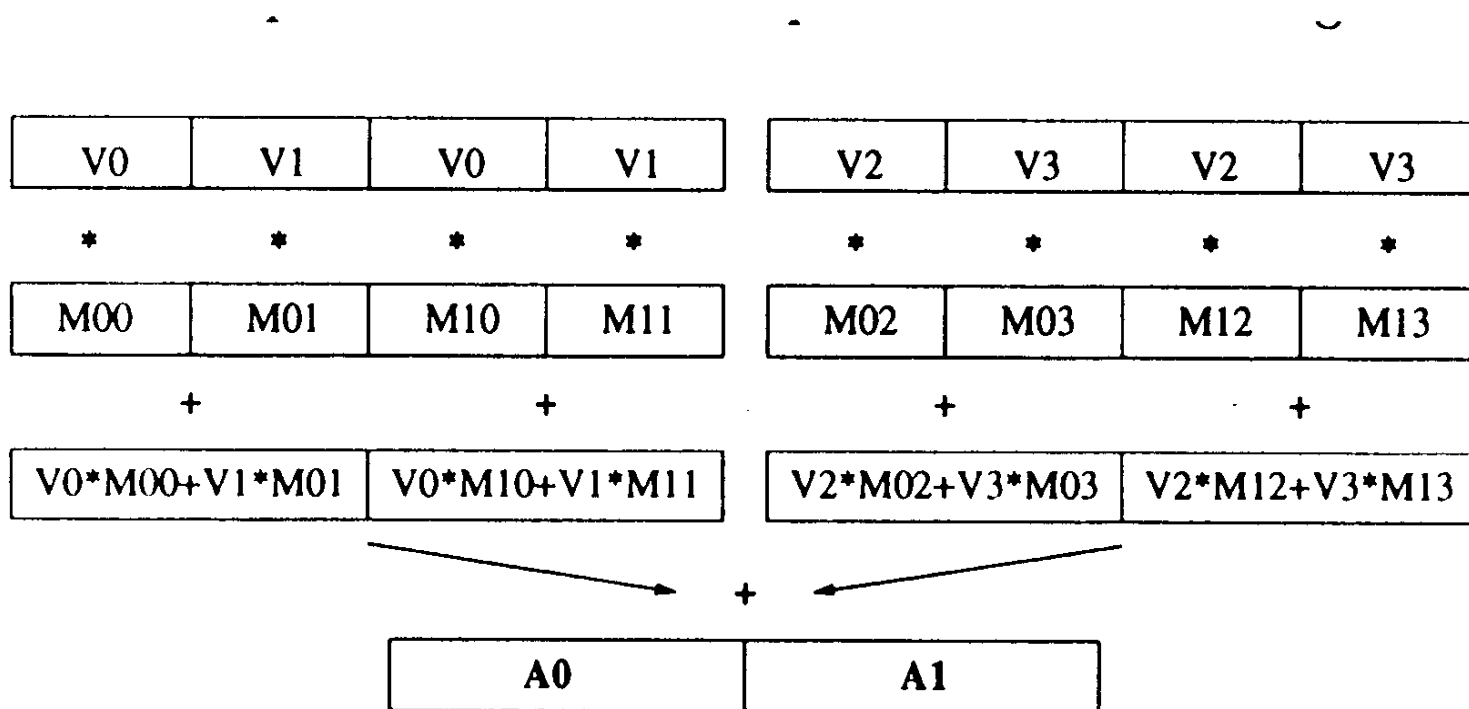 V0 V1 V0 V1 V2 V3 V2 V3
* * * * * * * *
M00 M01 M10 M11 M02 M03 M12 M13
+ + + +
V0*M00+V1*M01 V0*M10+V1*M11 V2*M02+V3*M03 V2*M12+V3*M13
+
A0 A1